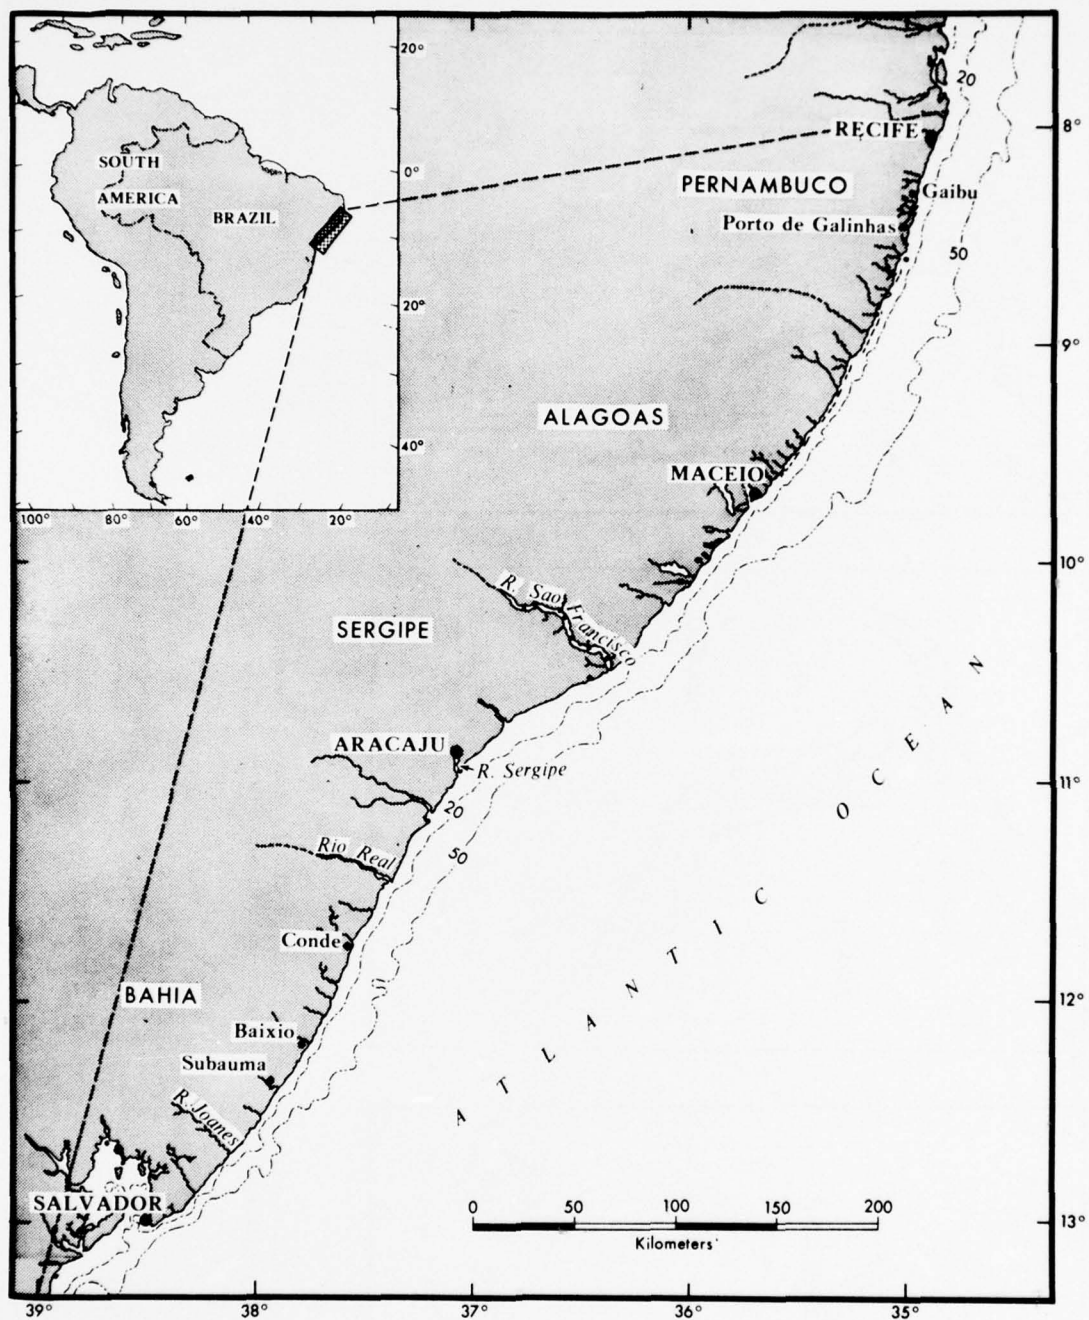 20°
SOUTH
0°
AMERICA
BRAZIL
20°
40°
100°
80°
60°
40°
20°
20
8°
RECIFE
PERNAMBUCO
Gaibu
Porto de Galinhas
50
9°
ALAGOAS
MACEIO
10°
R. Sao Francisco
SERGIPE
ARACAJU
R. Sergipe
11°
20
50
Rio Real
Conde
ATLANTIC OCEAN
BAHIA
12°
Baixio
Subauma
R. Joanes
SALVADOR
0 50 100 150 200
Kilometers
13°
39° 38° 37° 36° 35°